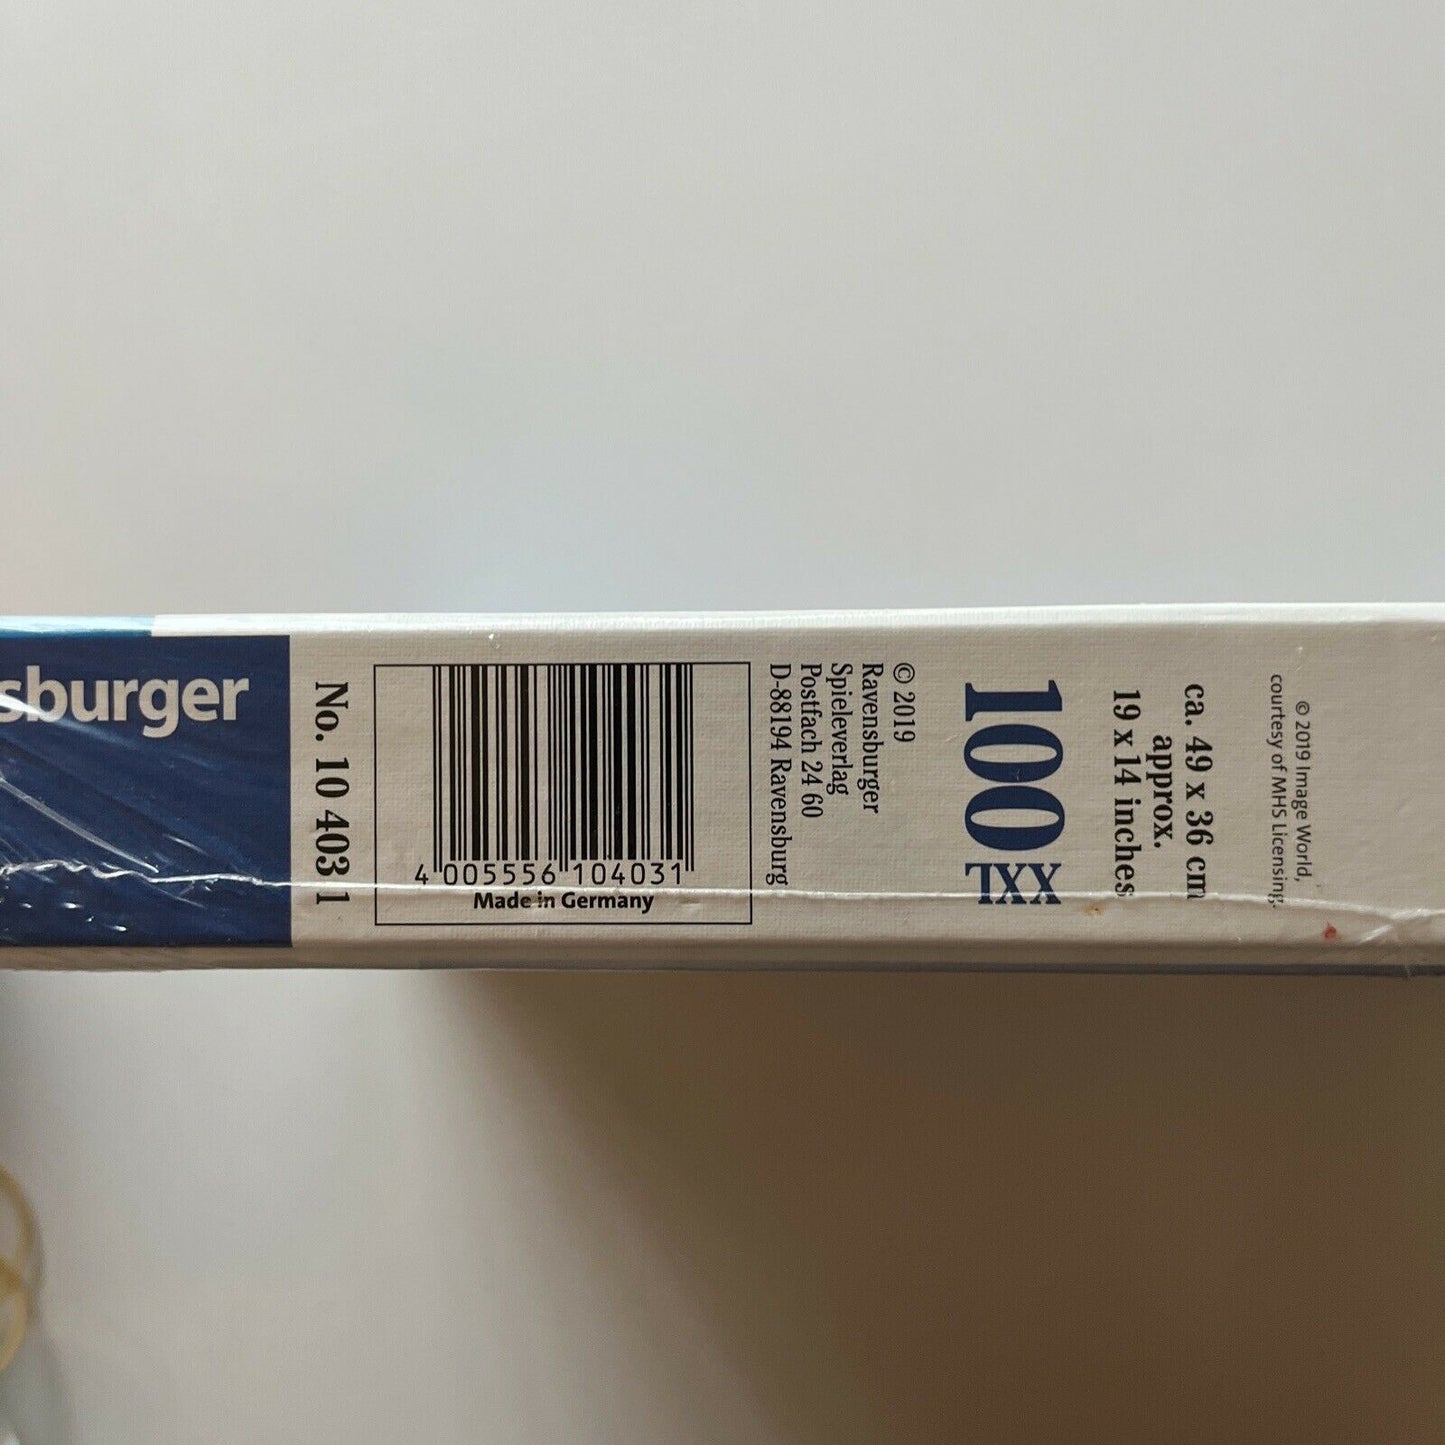 sburger
No. 10 403 1
4 005556 104031
Made in Germany
© 2019
Ravensburger
Spieleverlag
Postfach 24 60
D-88194 Ravensburg
100
XXL
ca. 49 x 36 cm
approx.
19 x 14 inches
© 2019 Image World,
courtesy of MHS Licensing.